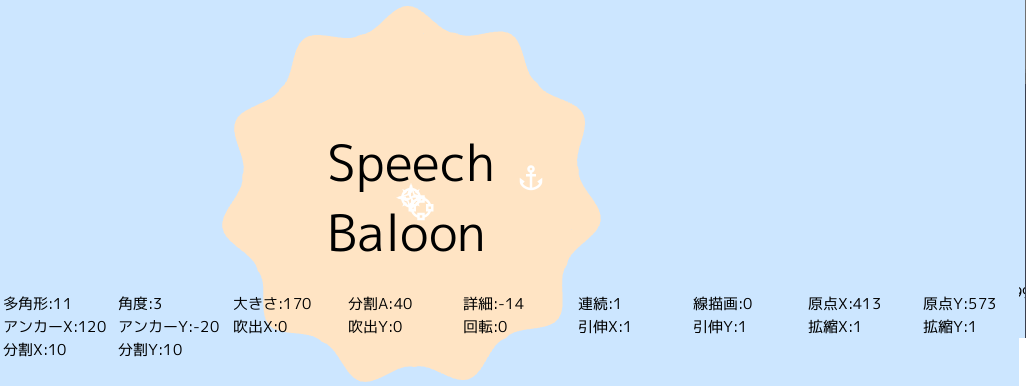 Speech
Baloon
多角形:11 角度:3 大きさ:170 分割A:40 詳細:-14 連続:1 線描画:0 原点X:413 原点Y:573
アンカーX:120 アンカーY:-20 吹出X:0 吹出Y:0 回転:0 引伸X:1 引伸Y:1 拡縮X:1 拡縮Y:1
分割X:10 分割Y:10